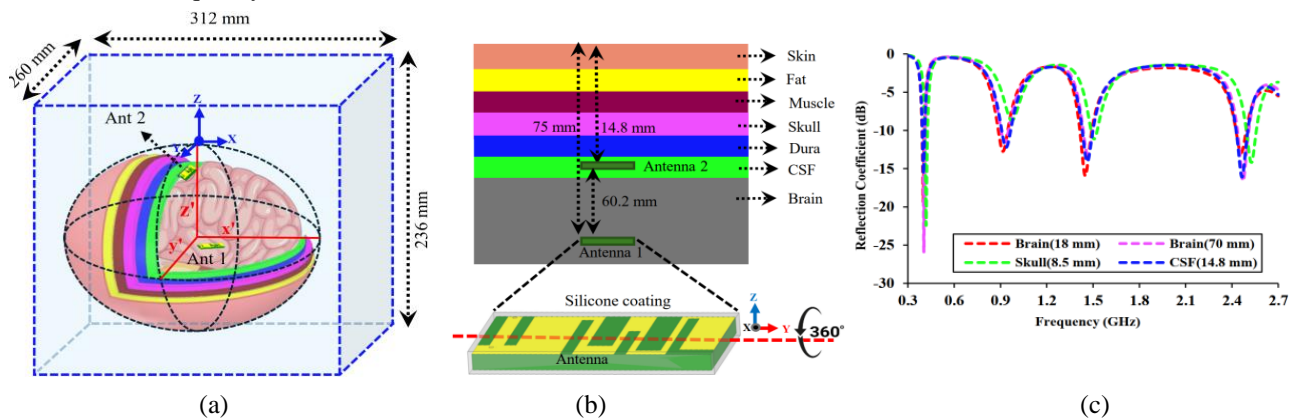 312 mm
260 mm
236 mm
Z
X
Y
Ant 2
z'
x'
y'
Ant 1
(a)
Skin
Fat
Muscle
Skull
Dura
CSF
Brain
75 mm
14.8 mm
Antenna 2
60.2 mm
Antenna 1
Silicone coating
Antenna
Z
X
Y
360°
(b)
Reflection Coefficient (dB)
0
-5
-10
-15
-20
-25
-30
Brain(18 mm)
Brain(70 mm)
Skull(8.5 mm)
CSF(14.8 mm)
0.3 0.6 0.9 1.2 1.5 1.8 2.1 2.4 2.7
Frequency (GHz)
(c)